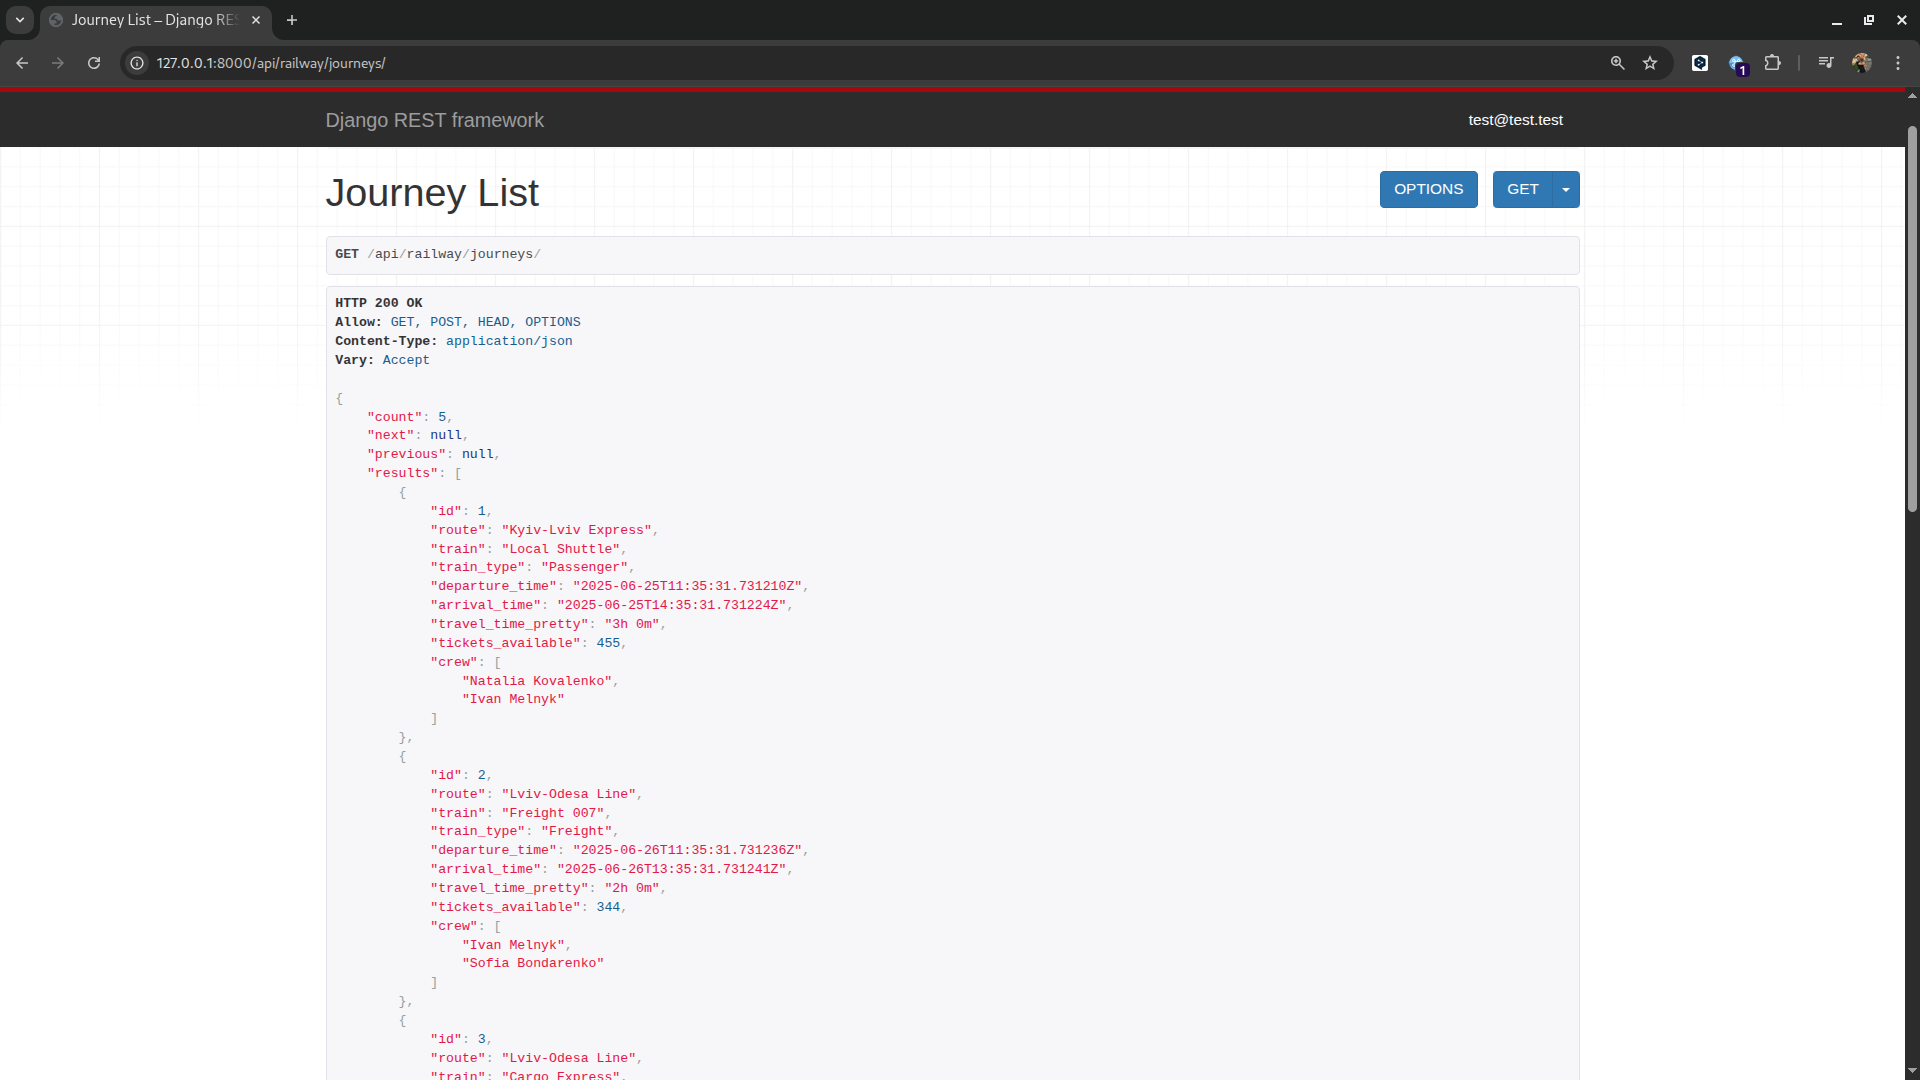 Journey List – Django RE
127.0.0.1:8000/api/railway/journeys/
1
Django REST framework
test@test.test
Journey List
OPTIONS
GET
GET /api/railway/journeys/
HTTP 200 OK
Allow: GET, POST, HEAD, OPTIONS
Content-Type: application/json
Vary: Accept
{
"count": 5,
"next": null,
"previous": null,
"results": [
{
"id": 1,
"route": "Kyiv-Lviv Express",
"train": "Local Shuttle",
"train_type": "Passenger",
"departure_time": "2025-06-25T11:35:31.731210Z",
"arrival_time": "2025-06-25T14:35:31.731224Z",
"travel_time_pretty": "3h 0m",
"tickets_available": 455,
"crew": [
"Natalia Kovalenko",
"Ivan Melnyk"
]
},
{
"id": 2,
"route": "Lviv-Odesa Line",
"train": "Freight 007",
"train_type": "Freight",
"departure_time": "2025-06-26T11:35:31.731236Z",
"arrival_time": "2025-06-26T13:35:31.731241Z",
"travel_time_pretty": "2h 0m",
"tickets_available": 344,
"crew": [
"Ivan Melnyk",
"Sofia Bondarenko"
]
},
{
"id": 3,
"route": "Lviv-Odesa Line",
"train": "Cargo Express",